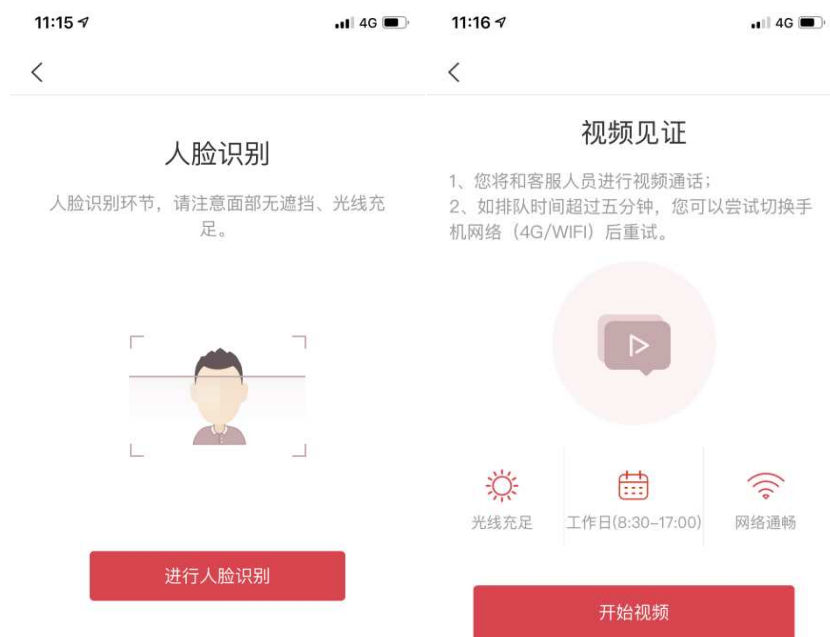 11:15
4G
人脸识别
人脸识别环节，请注意面部无遮挡、光线充
足。
进行人脸识别
11:16
4G
视频见证
1、您将和客服人员进行视频通话；
2、如排队时间超过五分钟，您可以尝试切换手
机网络（4G/WIFI）后重试。
光线充足
工作日(8:30-17:00)
网络通畅
开始视频